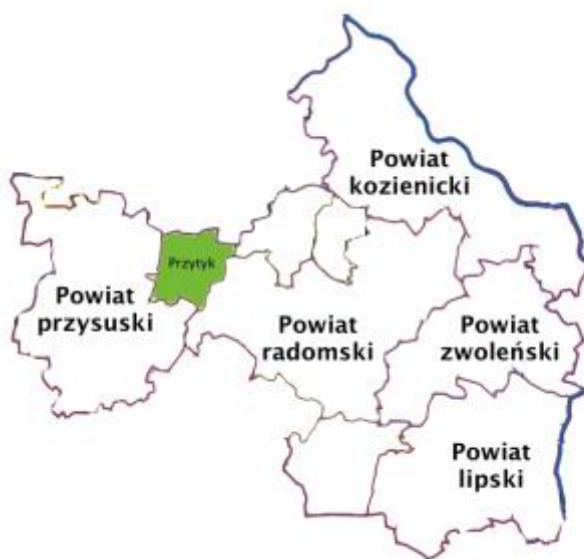 Powiat
kozienicki
Przytyk
Powiat
przysuski
Powiat
radomski
Powiat
zwoleński
Powiat
lipski